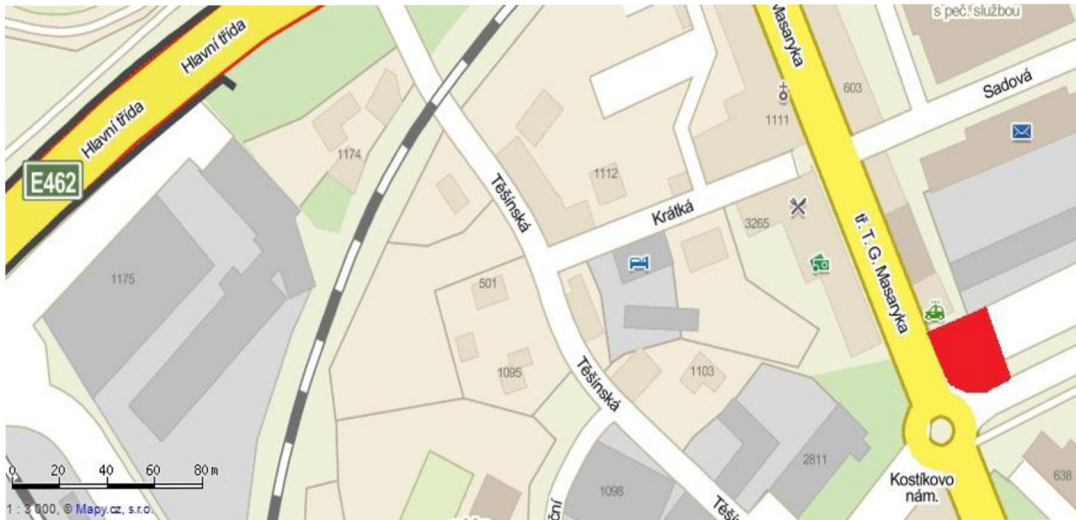 s peč. službou
Hlavní třída
Masaryka
Sadová
603
Hlavní třída
1111
1174
E462
1112
Těšínská
Krátká
3265
tř. T. G. Masaryka
1175
501
1095
1103
Těšínská
2811
0 20 40 60 80 m
Kostíkovo
nám.
638
1098
1 : 3 000, © Mapy.cz, s.r.o.
ční
Těší